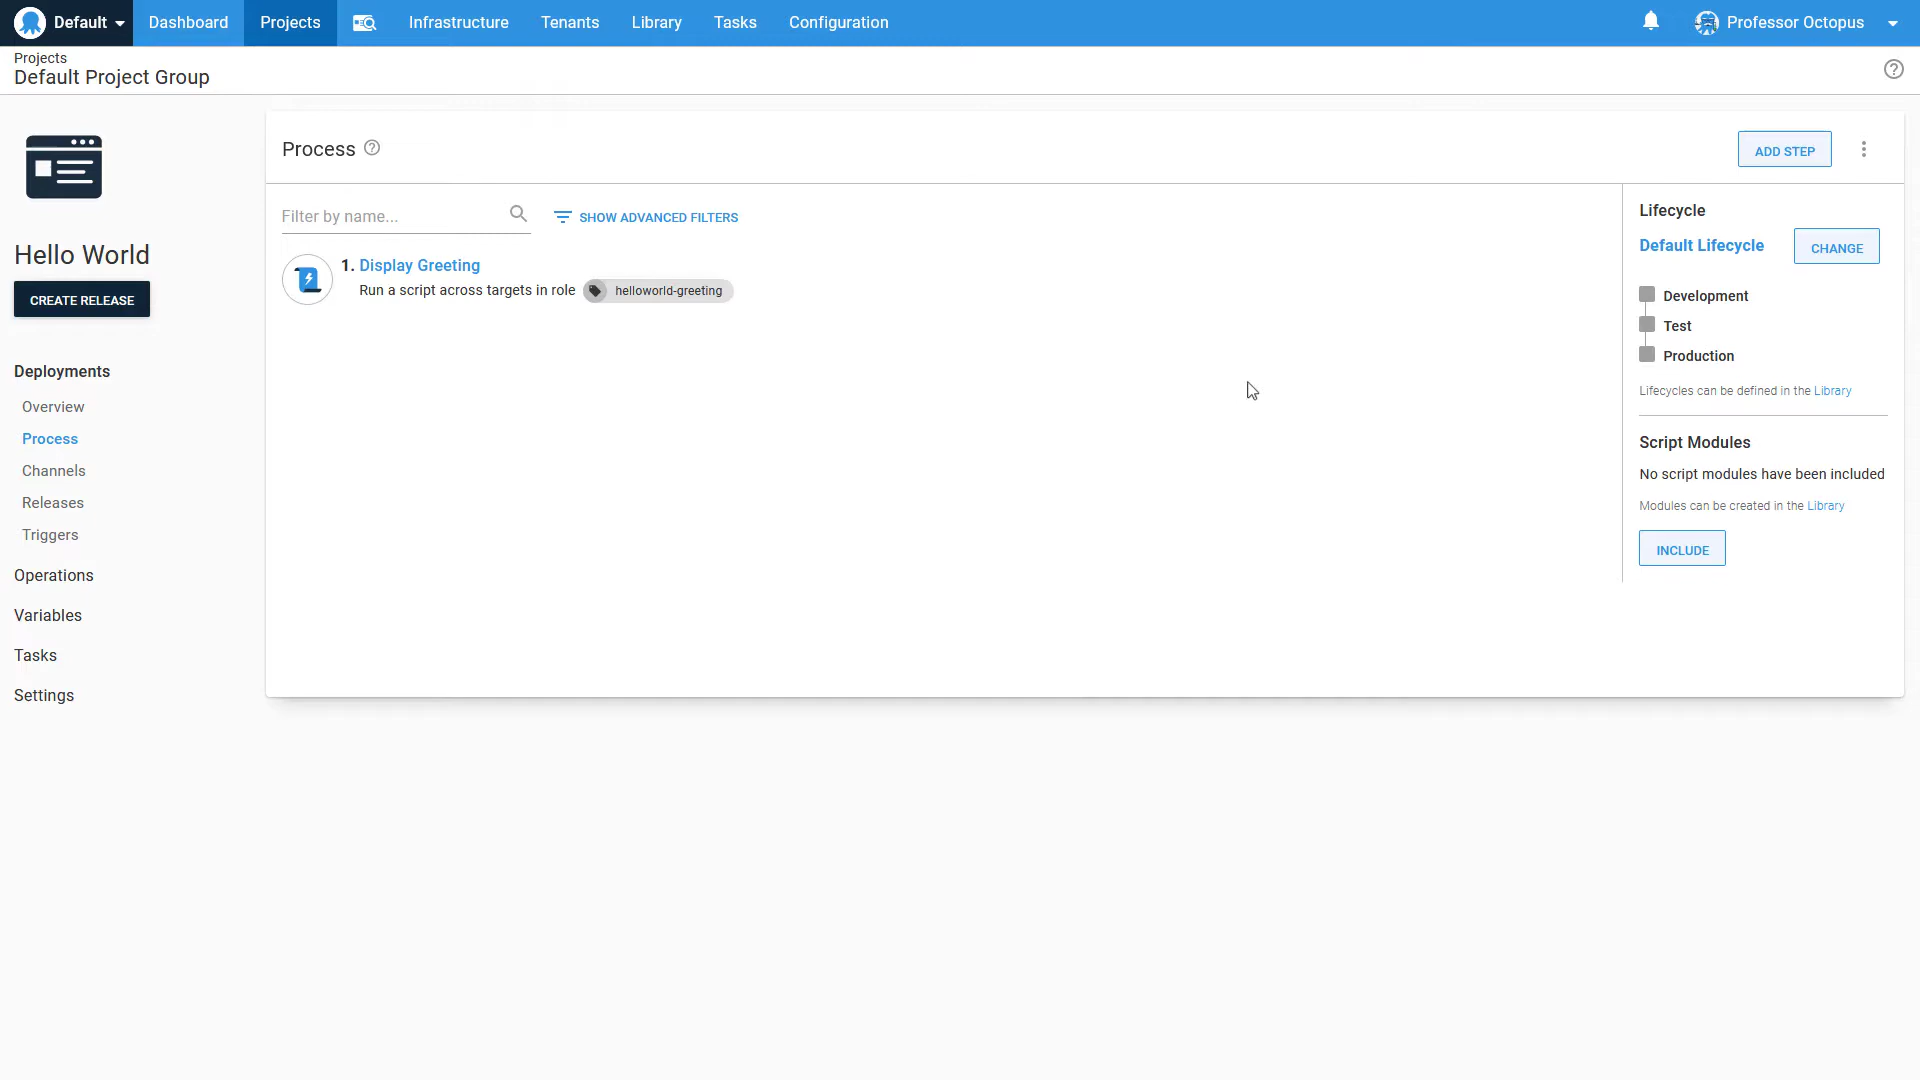 Default Dashboard Projects Infrastructure Tenants Library Tasks Configuration Professor Octopus
Projects
Default Project Group
Hello World
CREATE RELEASE
Deployments
Overview
Process
Channels
Releases
Triggers
Operations
Variables
Tasks
Settings
Process
ADD STEP
Filter by name...
SHOW ADVANCED FILTERS
1. Display Greeting
Run a script across targets in role helloworld-greeting
Lifecycle
Default Lifecycle
CHANGE
Development
Test
Production
Lifecycles can be defined in the Library
Script Modules
No script modules have been included
Modules can be created in the Library
INCLUDE